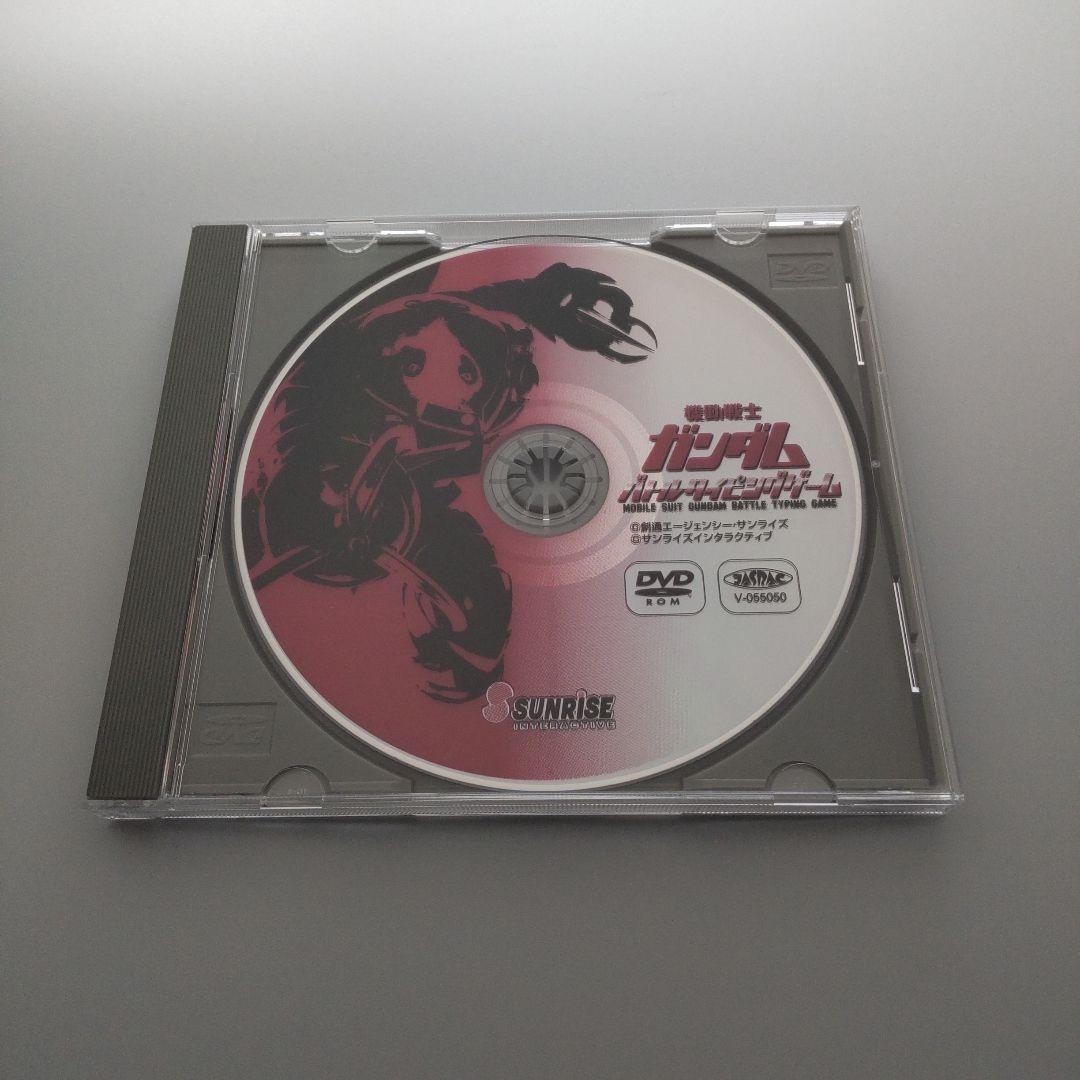 DVD
機動戦士
ガンダム
バトルタイピングゲーム
MOBILE SUIT GUNDAM BATTLE TYPING GAME
©創通エージェンシー・サンライズ
©サンライズインタラクティブ
DVD
ROM
JASRAC
V-055050
SUNRISE
INTERACTIVE